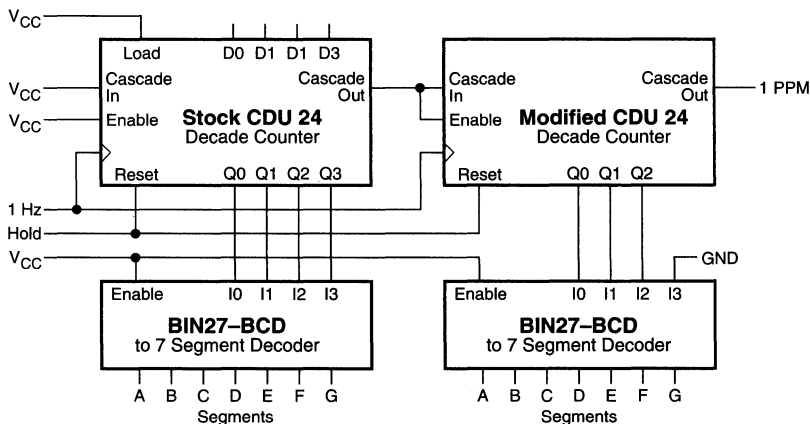 VCC
Load D0 D1 D1 D3
Cascade In
Cascade Out
VCC
Stock CDU 24
Decade Counter
VCC
Enable
Reset Q0 Q1 Q2 Q3
Cascade In
Cascade Out
1 PPM
Modified CDU 24
Decade Counter
Enable
Reset Q0 Q1 Q2
1 Hz
Hold
VCC
GND
Enable I0 I1 I2 I3
BIN27–BCD
to 7 Segment Decoder
A B C D E F G
Segments
Enable I0 I1 I2 I3
BIN27–BCD
to 7 Segment Decoder
A B C D E F G
Segments